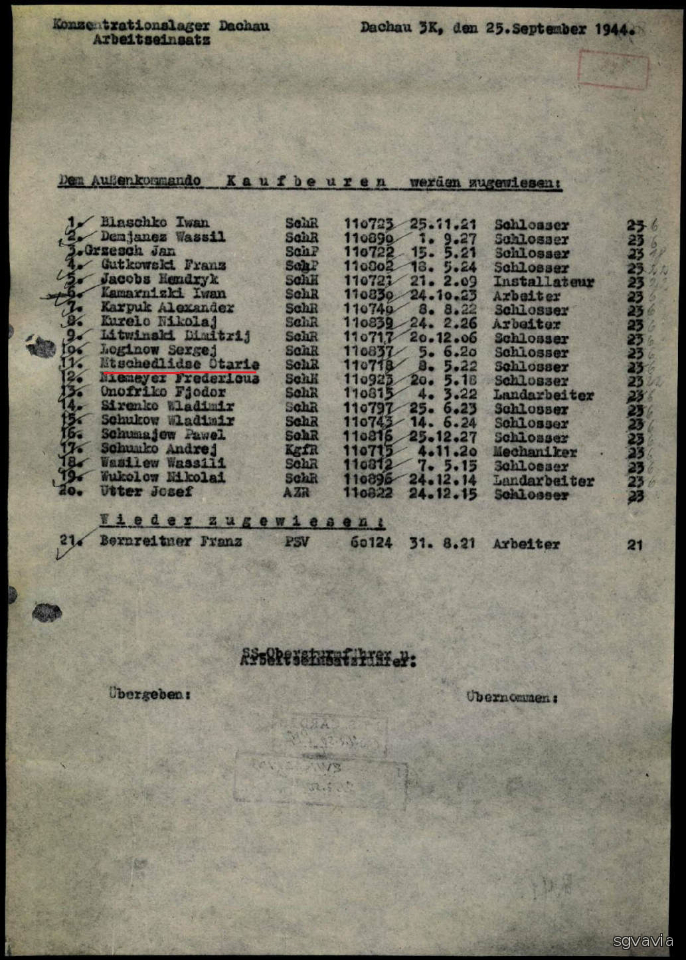 Konzentrationslager Dachau
Arbeitseinsatz
Dachau 3K, den 25.September 1944.
Dem Außenkommando K a u f b e u r e n werden zugewiesen:
1. Blaschko Iwan SchR 110723 25.11.21 Schlosser 23
2. Demjanez Wassil SchR 110890 1. 9.27 Schlosser 23
3.Grzesch Jan SchP 110722 15. 5.21 Schlosser 23
4. Gutkowski Franz SchP 110802 18. 5.24 Schlosser 23
5. Jacobs Hendryk SchH 110721 21. 2.09 Installateur 23
6. Kamarnizki Iwan SchR 110830 24.10.23 Arbeiter 23
7. Karpuk Alexander SchR 110740 8. 8.22 Schlosser 23
8. Kurelo Nikolaj SchR 110839 24. 2.26 Arbeiter 23
9. Litwinski Dimitrij SchR 110717 20.12.06 Schlosser 23
10. Loginow Sergej SchR 110837 5. 6.20 Schlosser 23
11. Mtschedlidse Otarie SchR 110718 8. 5.22 Schlosser 23
12. Niemeyer Fredericus SchH 110923 20. 5.18 Schlosser 23
13. Onofriko Fjodor SchR 110815 4. 3.22 Landarbeiter 23
14. Sirenko Wladimir SchR 110797 25. 6.23 Schlosser 23
15. Schukow Wladimir SchR 110743 14. 6.24 Schlosser 23
16. Schumajew Pawel SchR 110816 25.12.27 Schlosser 23
17. Schumko Andrej KgfR 110715 4.11.20 Mechaniker 23
18. Wasilew Wassili SchR 110812 7. 5.15 Schlosser 23
19. Wukolow Nikolai SchR 110896 24.12.14 Landarbeiter 23
20. Utter Josef AZR 110822 24.12.15 Schlosser 23
W i e d e r z u g e w i e s e n :
21. Bernreitner Franz PSV 60124 31. 8.21 Arbeiter 21
SS-Obersturmführer u.
Arbeitseinsatzführer:
Übergeben:
Übernommen:
sgvavia